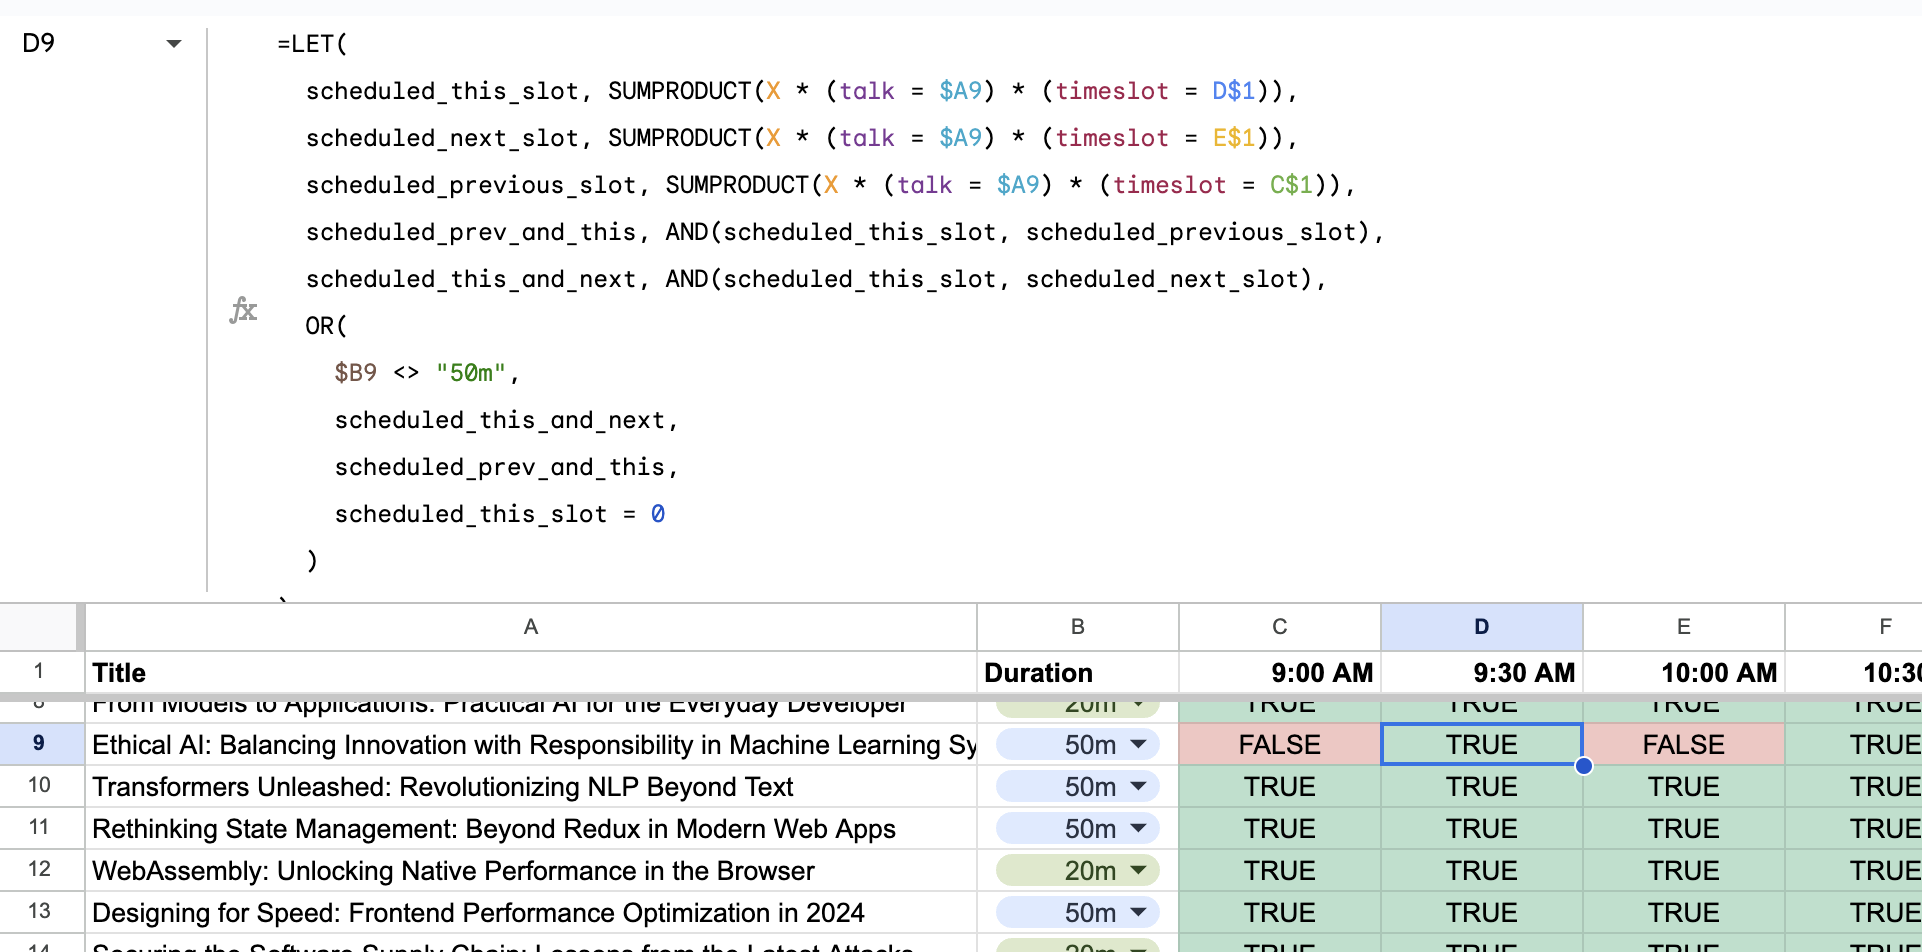 D9
=LET(
scheduled_this_slot, SUMPRODUCT(X * (talk = $A9) * (timeslot = D$1)),
scheduled_next_slot, SUMPRODUCT(X * (talk = $A9) * (timeslot = E$1)),
scheduled_previous_slot, SUMPRODUCT(X * (talk = $A9) * (timeslot = C$1)),
scheduled_prev_and_this, AND(scheduled_this_slot, scheduled_previous_slot),
scheduled_this_and_next, AND(scheduled_this_slot, scheduled_next_slot),
fx
OR(
$B9 <> "50m",
scheduled_this_and_next,
scheduled_prev_and_this,
scheduled_this_slot = 0
)
A B C D E F
1 Title Duration 9:00 AM 9:30 AM 10:00 AM 10:30
8 From Models to Applications: Practical AI for the Everyday Developer 20m TRUE TRUE TRUE TRUE
9 Ethical AI: Balancing Innovation with Responsibility in Machine Learning Sy 50m FALSE TRUE FALSE TRUE
10 Transformers Unleashed: Revolutionizing NLP Beyond Text 50m TRUE TRUE TRUE TRUE
11 Rethinking State Management: Beyond Redux in Modern Web Apps 50m TRUE TRUE TRUE TRUE
12 WebAssembly: Unlocking Native Performance in the Browser 20m TRUE TRUE TRUE TRUE
13 Designing for Speed: Frontend Performance Optimization in 2024 50m TRUE TRUE TRUE TRUE
14 Securing the Software Supply Chain: Lessons from the Latest Attacks 20m TRUE TRUE TRUE TRUE